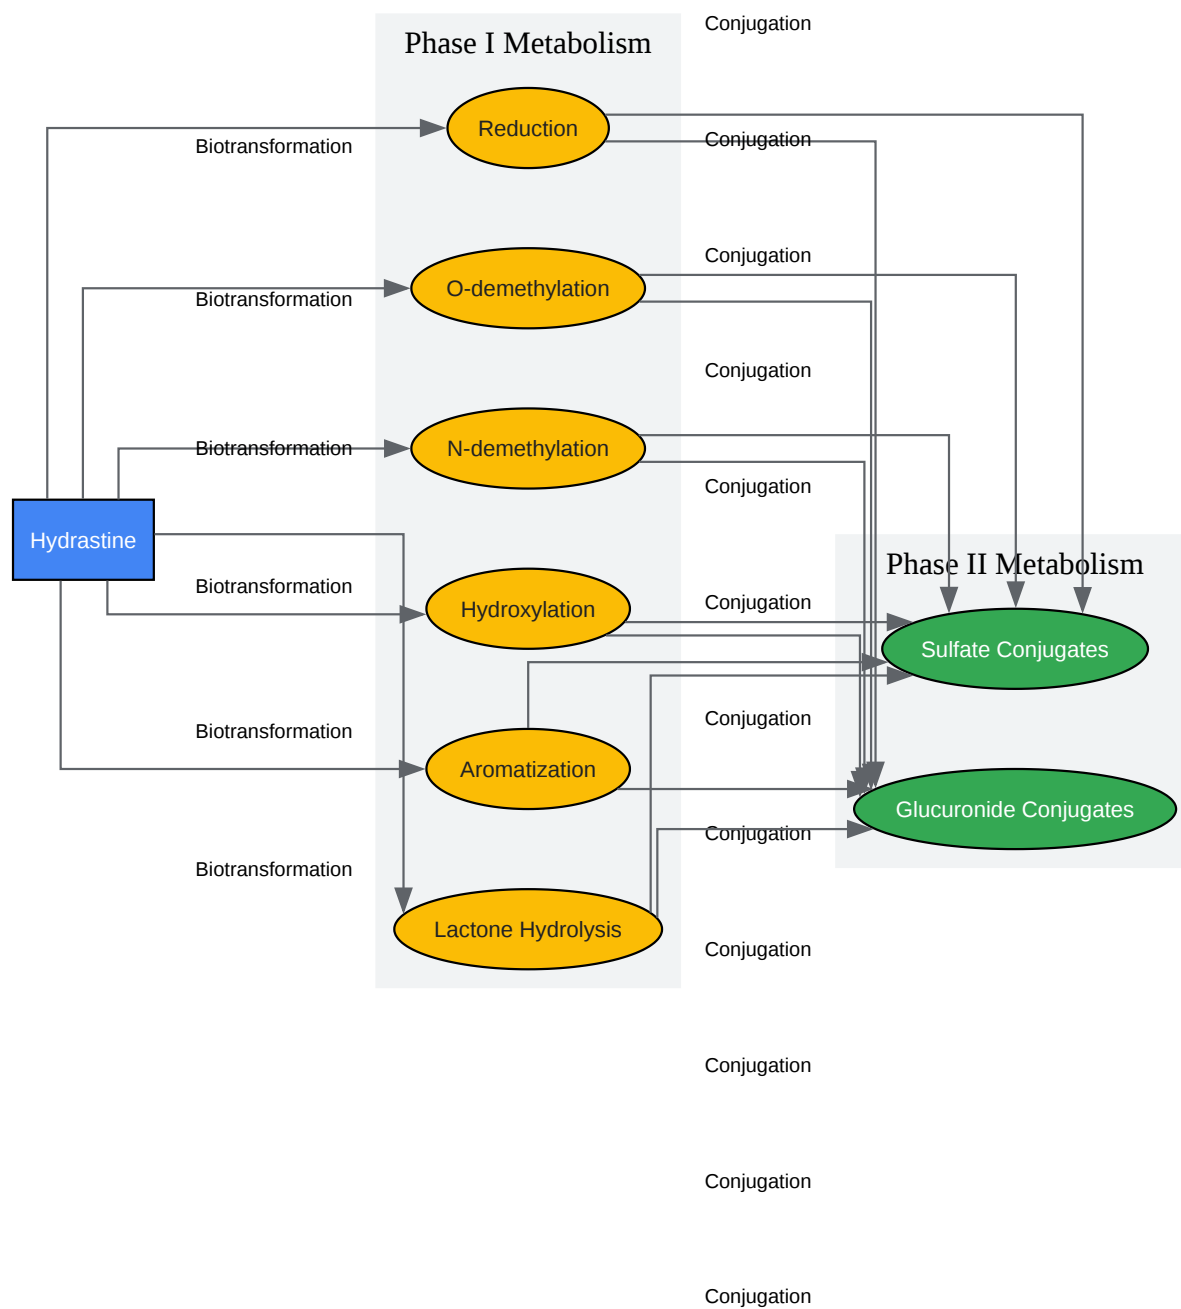 Conjugation
Phase I Metabolism
Reduction
Conjugation
Biotransformation
Conjugation
O-demethylation
Biotransformation
Conjugation
N-demethylation
Biotransformation
Conjugation
Hydrastine
Phase II Metabolism
Biotransformation
Conjugation
Hydroxylation
Sulfate Conjugates
Conjugation
Biotransformation
Aromatization
Glucuronide Conjugates
Conjugation
Biotransformation
Lactone Hydrolysis
Conjugation
Conjugation
Conjugation
Conjugation